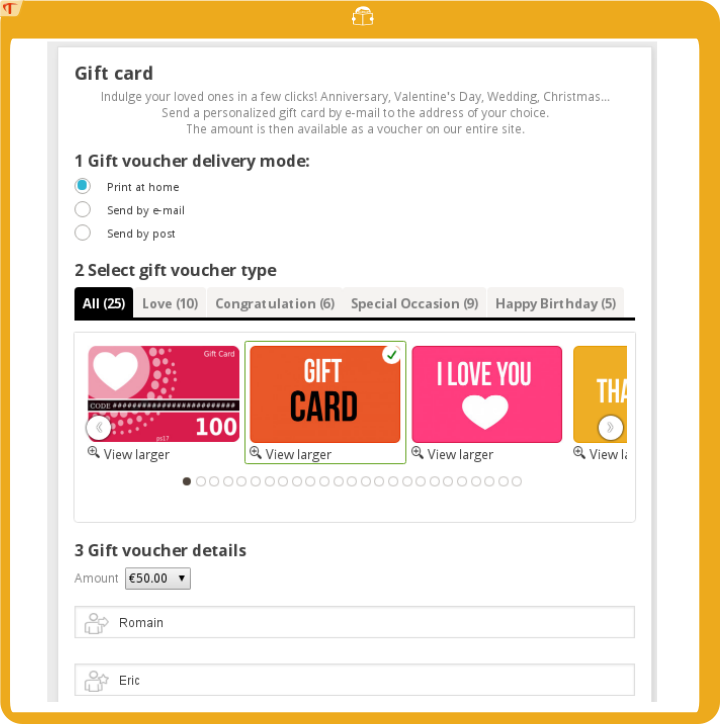 Gift card
Indulge your loved ones in a few clicks! Anniversary, Valentine's Day, Wedding, Christmas...
Send a personalized gift card by e-mail to the address of your choice.
The amount is then available as a voucher on our entire site.
1 Gift voucher delivery mode:
Print at home
Send by e-mail
Send by post
2 Select gift voucher type
All (25) Love (10) Congratulation (6) Special Occasion (9) Happy Birthday (5)
Gift Card
CODE ######################
100
ps17
GIFT
CARD
I LOVE YOU
THA
View larger View larger View larger View la
3 Gift voucher details
Amount €50.00
Romain
Eric